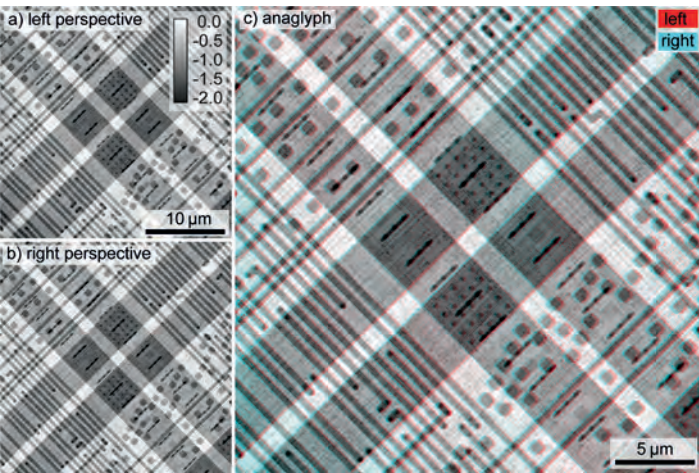 a) left perspective
0.0
-0.5
-1.0
-1.5
-2.0
10 µm
b) right perspective
c) anaglyph
left
right
5 µm